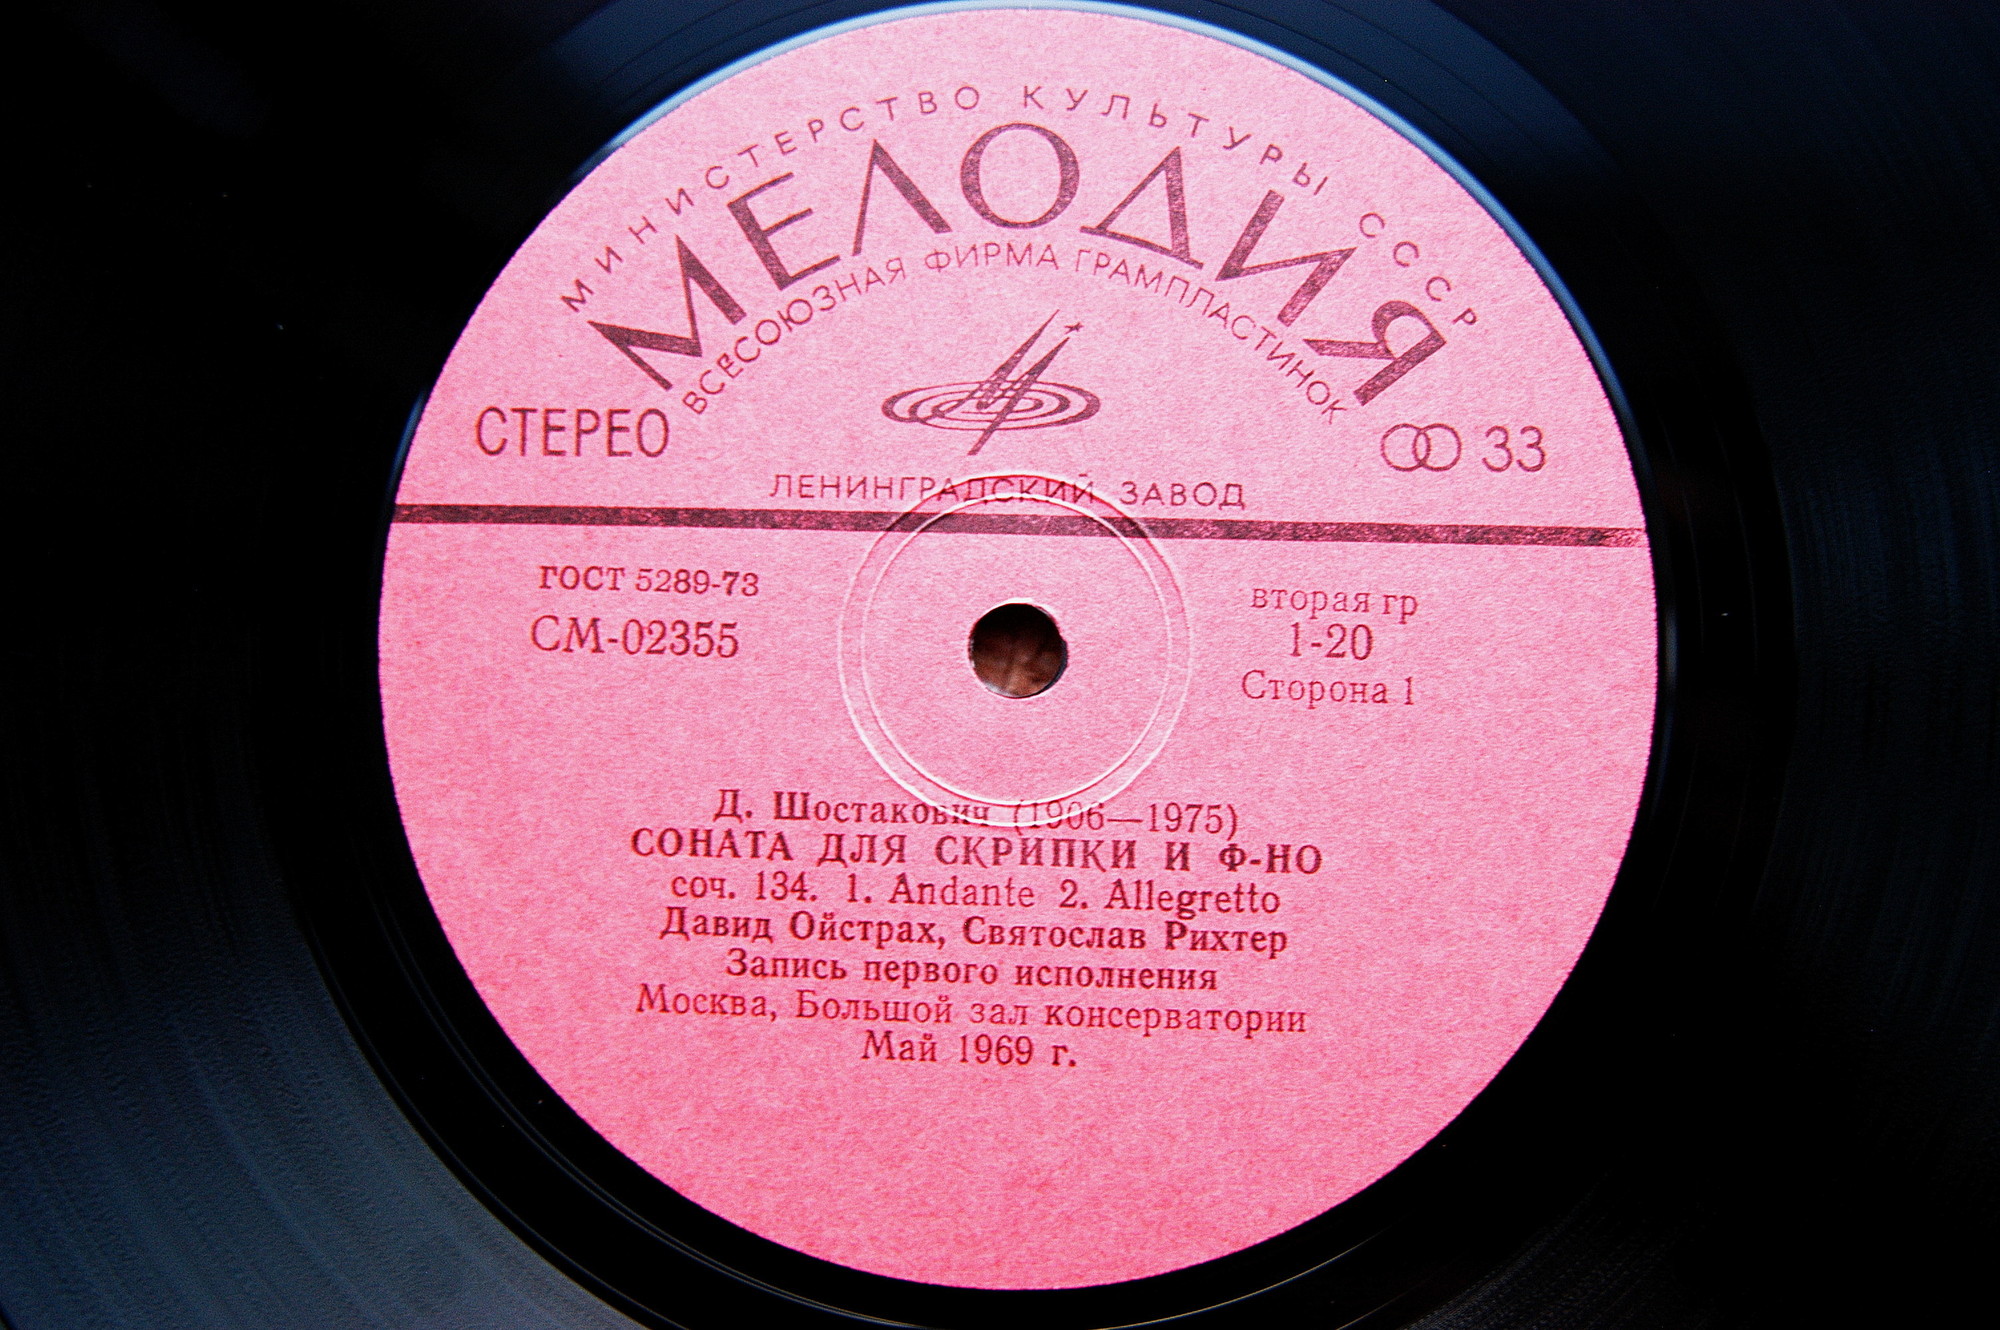 МИНИСТЕРСТВО КУЛЬТУРЫ СССР
МЕЛОДИЯ
ВСЕСОЮЗНАЯ ФИРМА ГРАМПЛАСТИНОК
СТЕРЕО
33
ЛЕНИНГРАДСКИЙ ЗАВОД
ГОСТ 5289-73
СМ-02355
вторая гр
1-20
Сторона 1
Д. Шостакович (1906—1975)
СОНАТА ДЛЯ СКРИПКИ И Ф-НО
соч. 134. 1. Andante 2. Allegretto
Давид Ойстрах, Святослав Рихтер
Запись первого исполнения
Москва, Большой зал консерватории
Май 1969 г.